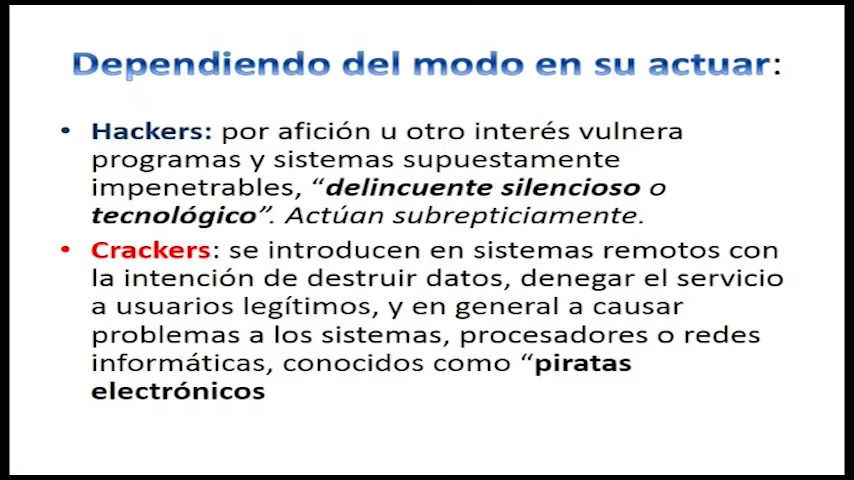 Dependiendo del modo en su actuar:
• Hackers: por afición u otro interés vulnera
programas y sistemas supuestamente
impenetrables, “delincuente silencioso o
tecnológico”. Actúan subrepticiamente.
• Crackers: se introducen en sistemas remotos con
la intención de destruir datos, denegar el servicio
a usuarios legítimos, y en general a causar
problemas a los sistemas, procesadores o redes
informáticas, conocidos como “piratas
electrónicos